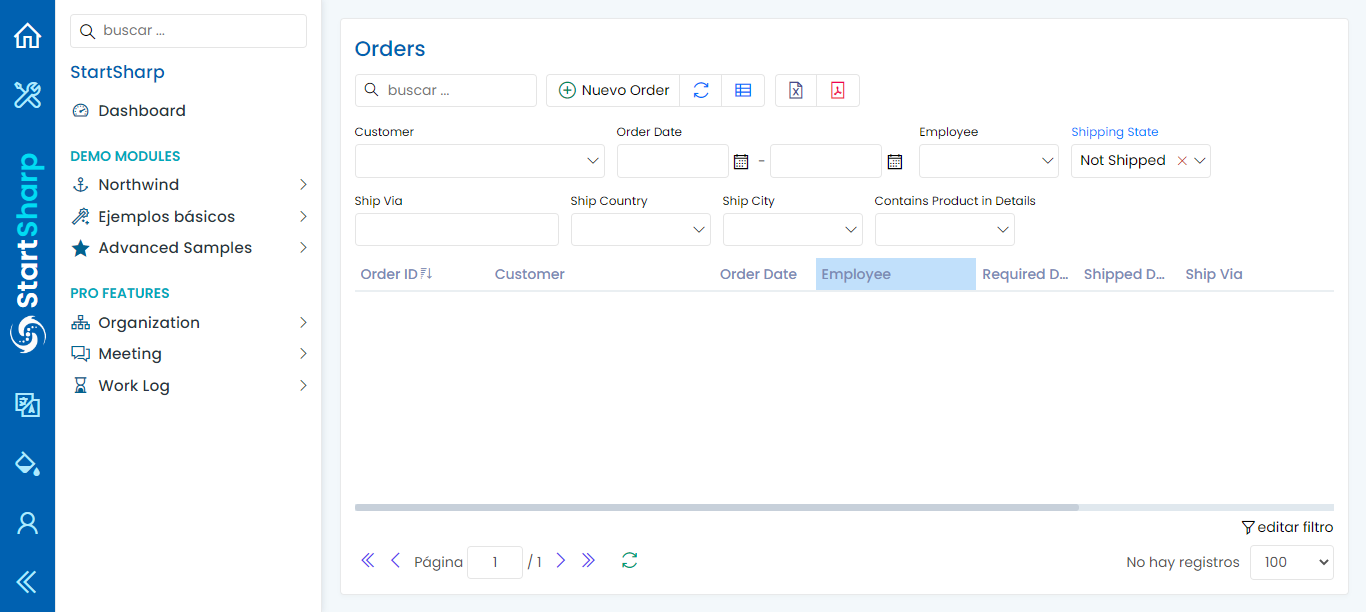 StartSharp
buscar ...
StartSharp
Dashboard
DEMO MODULES
Northwind
Ejemplos básicos
Advanced Samples
PRO FEATURES
Organization
Meeting
Work Log
Orders
buscar ...
Nuevo Order
Customer
Order Date
Employee
Shipping State
-
Not Shipped
Ship Via
Ship Country
Ship City
Contains Product in Details
Order ID
Customer
Order Date
Employee
Required D...
Shipped D...
Ship Via
editar filtro
Página 1 / 1
No hay registros 100